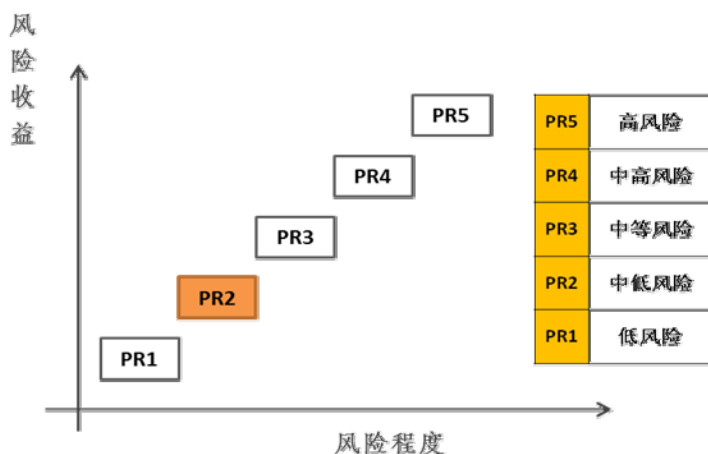 风
险
收
益
PR5
PR4
PR3
PR2
PR1
风险程度
PR5 高风险
PR4 中高风险
PR3 中等风险
PR2 中低风险
PR1 低风险